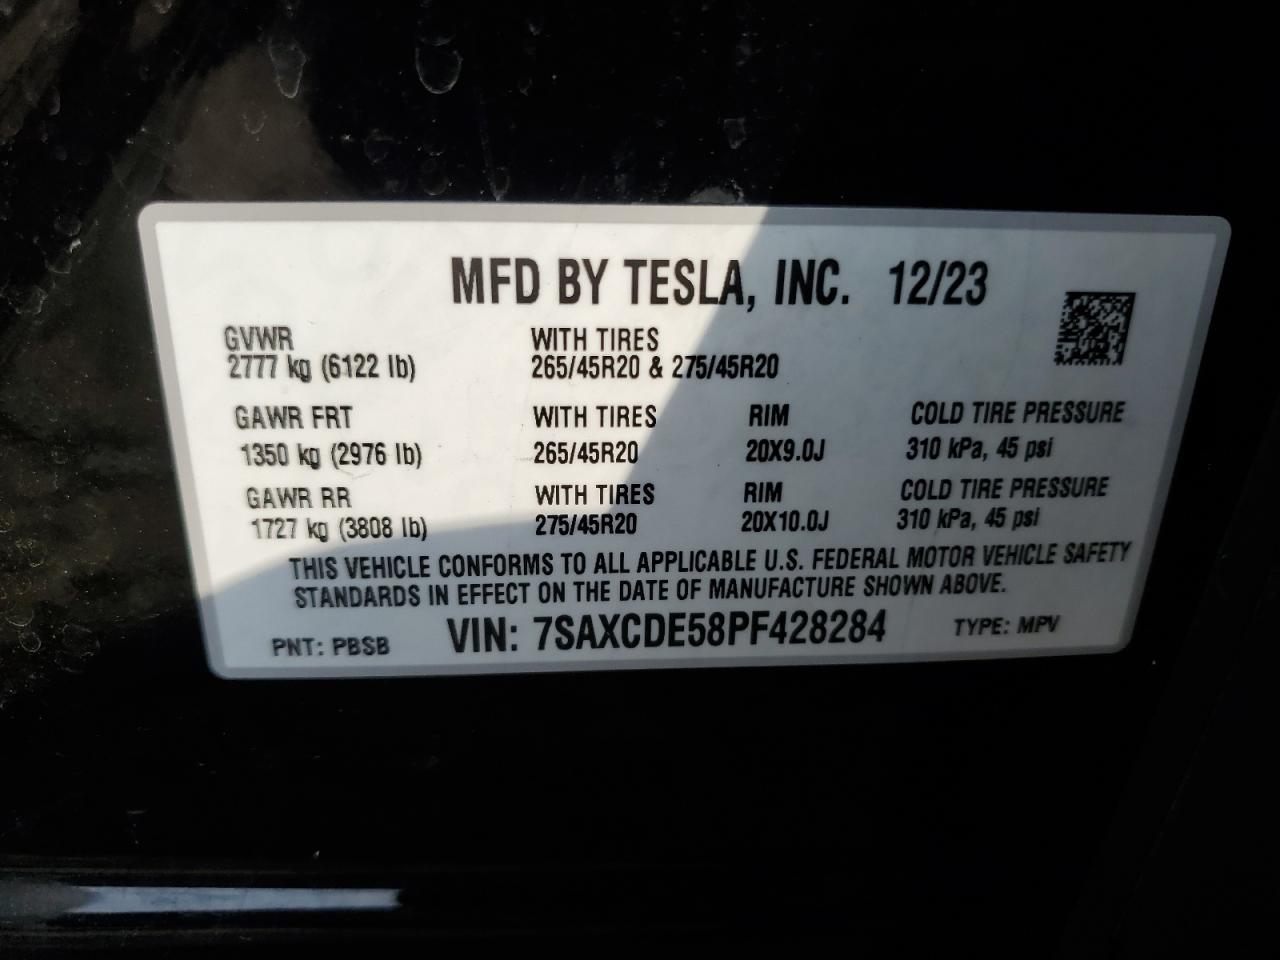 MFD BY TESLA, INC. 12/23
GVWR WITH TIRES
2777 kg (6122 lb) 265/45R20 & 275/45R20
GAWR FRT WITH TIRES RIM COLD TIRE PRESSURE
1350 kg (2976 lb) 265/45R20 20X9.0J 310 kPa, 45 psi
GAWR RR WITH TIRES RIM COLD TIRE PRESSURE
1727 kg (3808 lb) 275/45R20 20X10.0J 310 kPa, 45 psi
THIS VEHICLE CONFORMS TO ALL APPLICABLE U.S. FEDERAL MOTOR VEHICLE SAFETY
STANDARDS IN EFFECT ON THE DATE OF MANUFACTURE SHOWN ABOVE.
PNT: PBSB VIN: 7SAXCDE58PF428284 TYPE: MPV